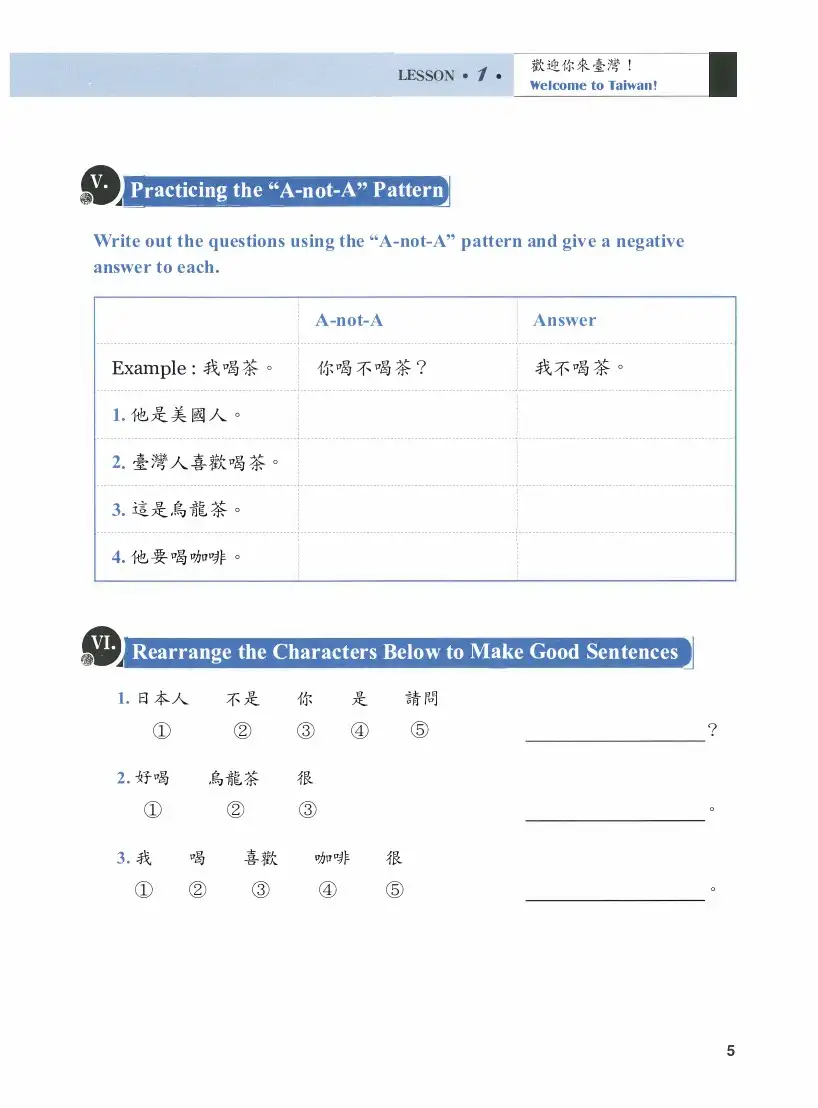 LESSON • 1 •
歡迎你來臺灣！
Welcome to Taiwan!
V.
Practicing the “A-not-A” Pattern
Write out the questions using the “A-not-A” pattern and give a negative
answer to each.
A-not-A Answer
Example : 我喝茶。 你喝不喝茶？ 我不喝茶。
1. 他是美國人。
2. 臺灣人喜歡喝茶。
3. 這是烏龍茶。
4. 他要喝咖啡。
VI.
Rearrange the Characters Below to Make Good Sentences
1. 日本人 不是 你 是 請問
① ② ③ ④ ⑤ ？
2. 好喝 烏龍茶 很
① ② ③ 。
3. 我 喝 喜歡 咖啡 很
① ② ③ ④ ⑤ 。
5